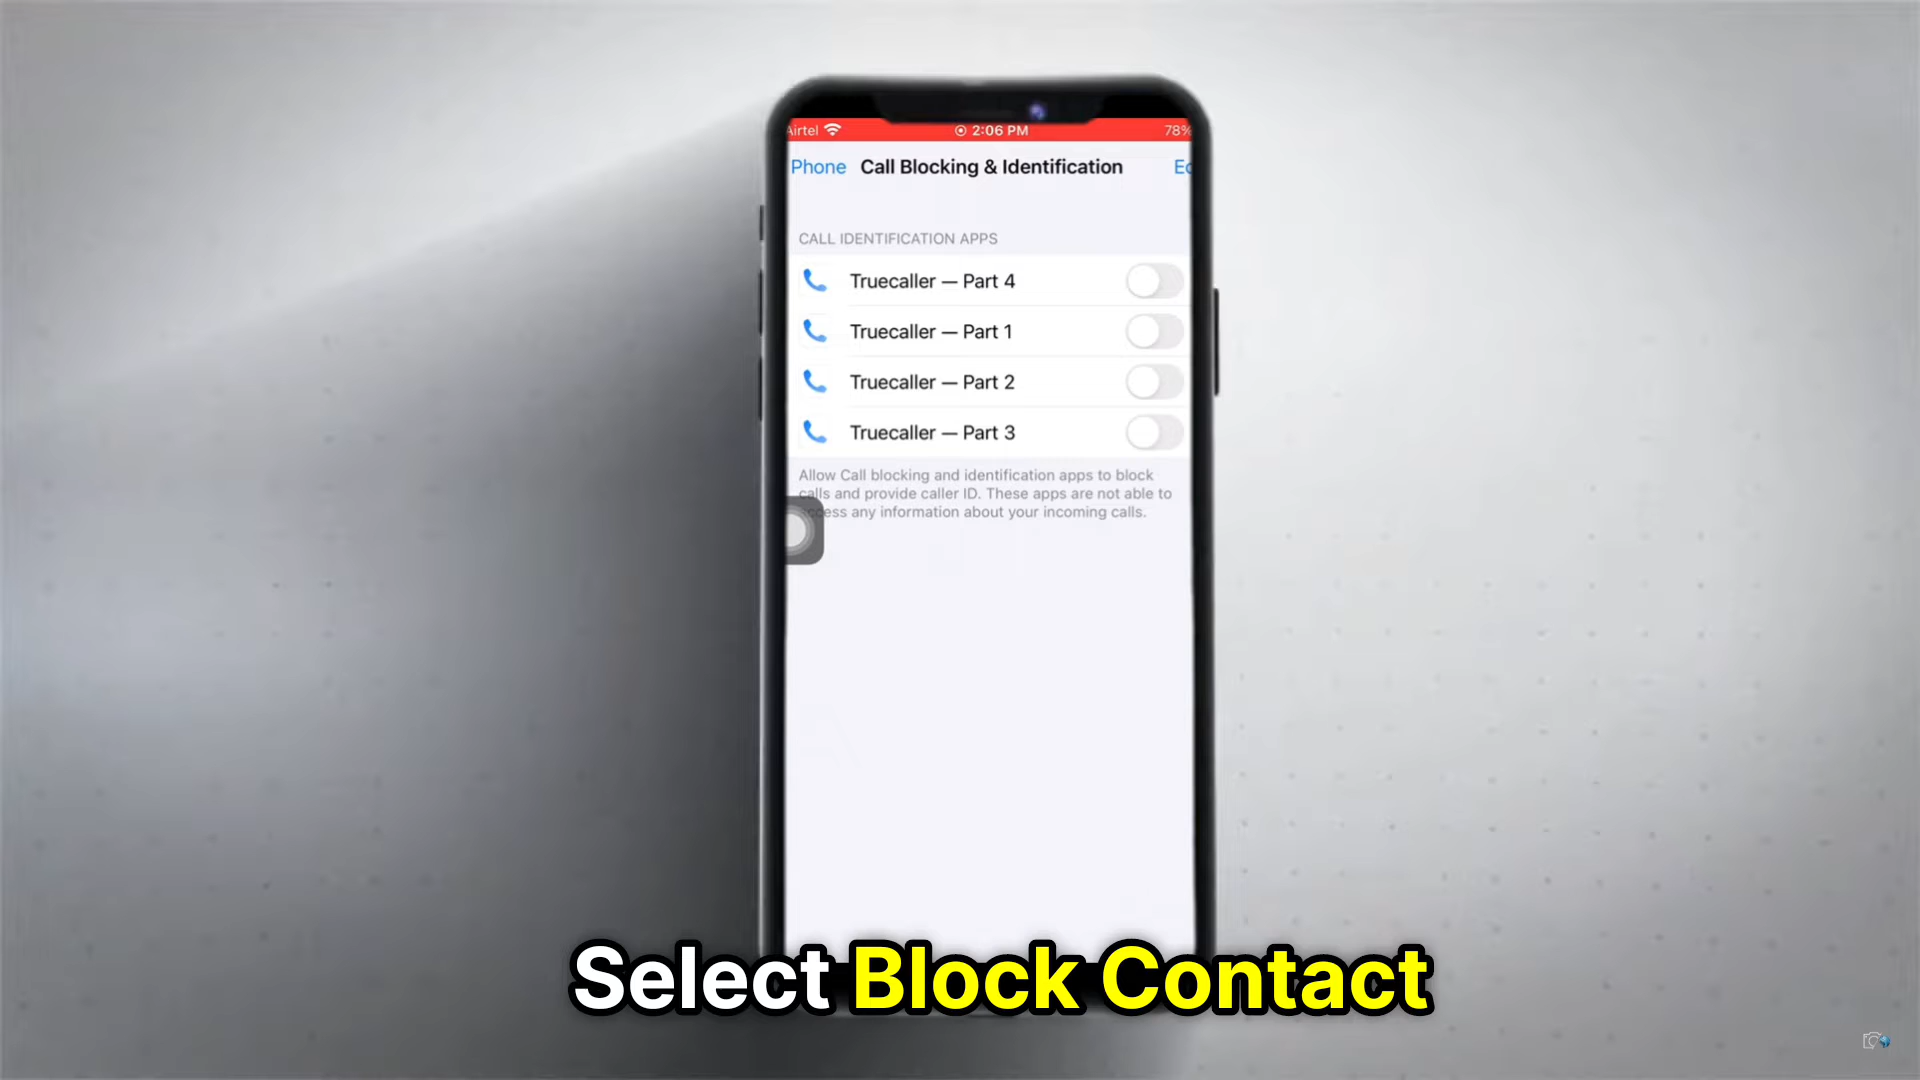 Airtel 2:06 PM 78%
Phone Call Blocking & Identification Ed
CALL IDENTIFICATION APPS
Truecaller — Part 4
Truecaller — Part 1
Truecaller — Part 2
Truecaller — Part 3
Allow Call blocking and identification apps to block
calls and provide caller ID. These apps are not able to
access any information about your incoming calls.
Select Block Contact